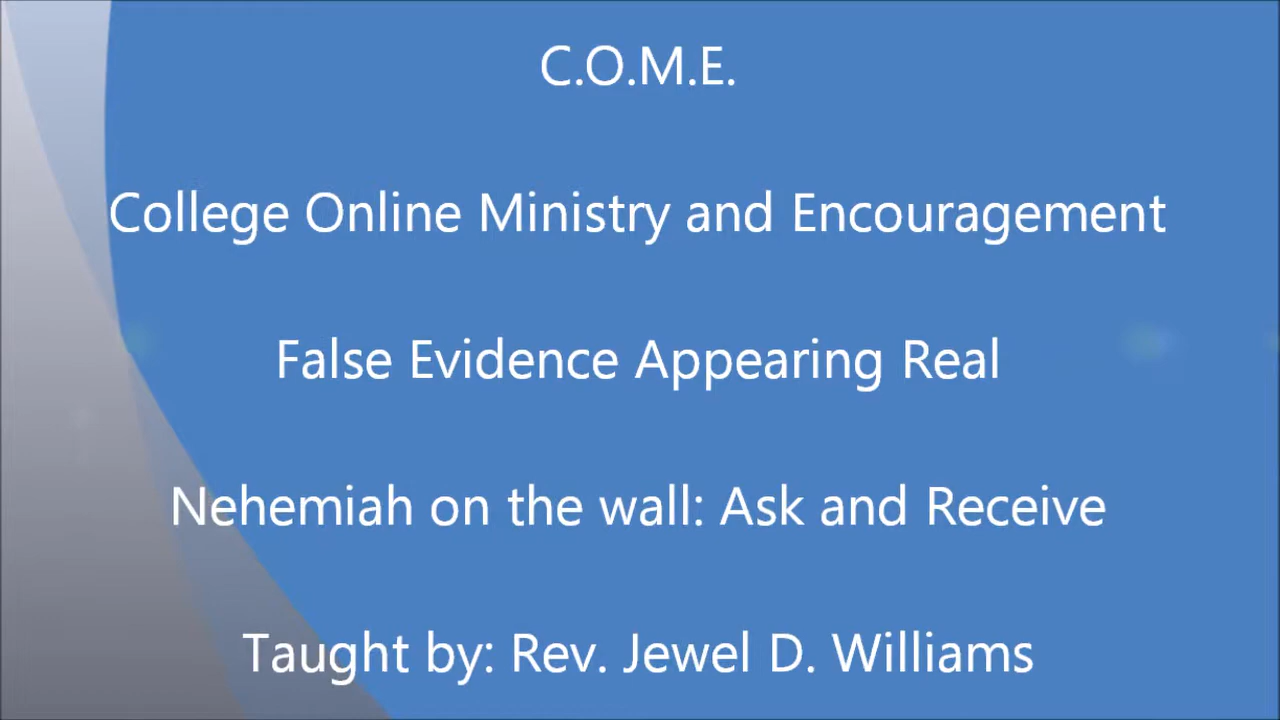 C.O.M.E.
College Online Ministry and Encouragement
False Evidence Appearing Real
Nehemiah on the wall: Ask and Receive
Taught by: Rev. Jewel D. Williams